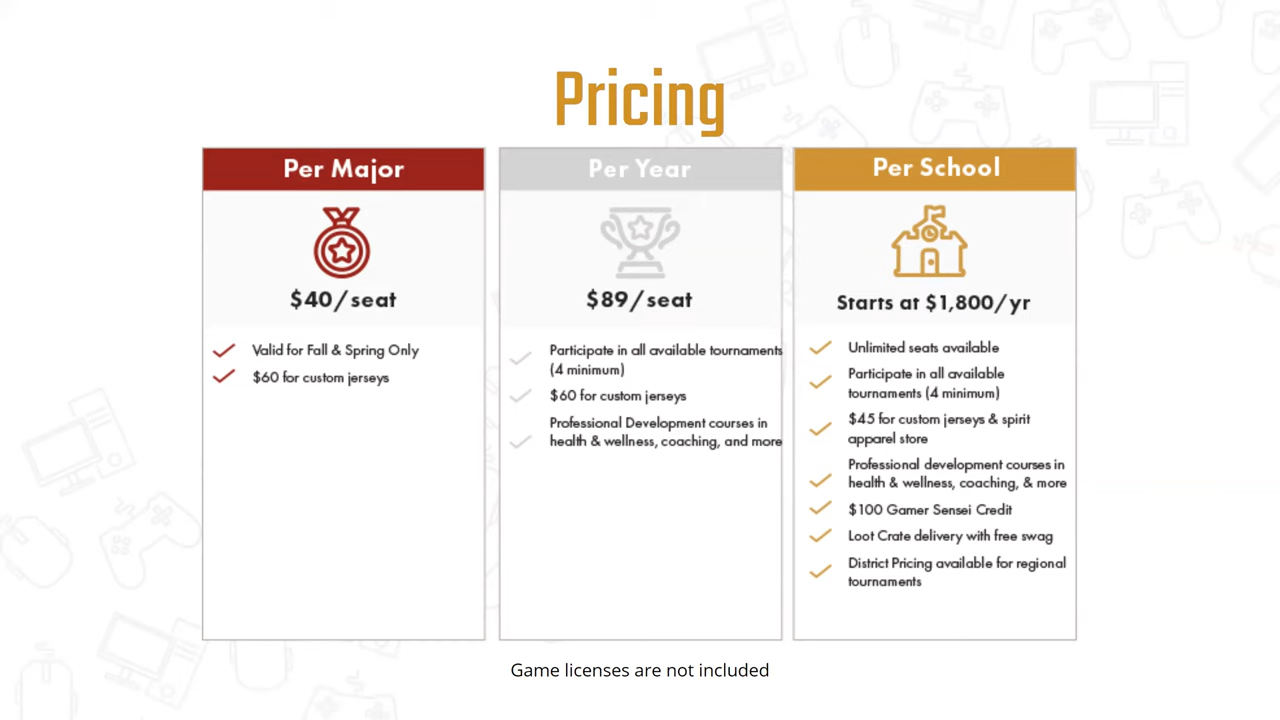 Pricing
Per Major
$40/seat
Valid for Fall & Spring Only
$60 for custom jerseys
Per Year
$89/seat
Participate in all available tournaments
(4 minimum)
$60 for custom jerseys
Professional Development courses in
health & wellness, coaching, and more
Per School
Starts at $1,800/yr
Unlimited seats available
Participate in all available
tournaments (4 minimum)
$45 for custom jerseys & spirit
apparel store
Professional development courses in
health & wellness, coaching, & more
$100 Gamer Sensei Credit
Loot Crate delivery with free swag
District Pricing available for regional
tournaments
Game licenses are not included